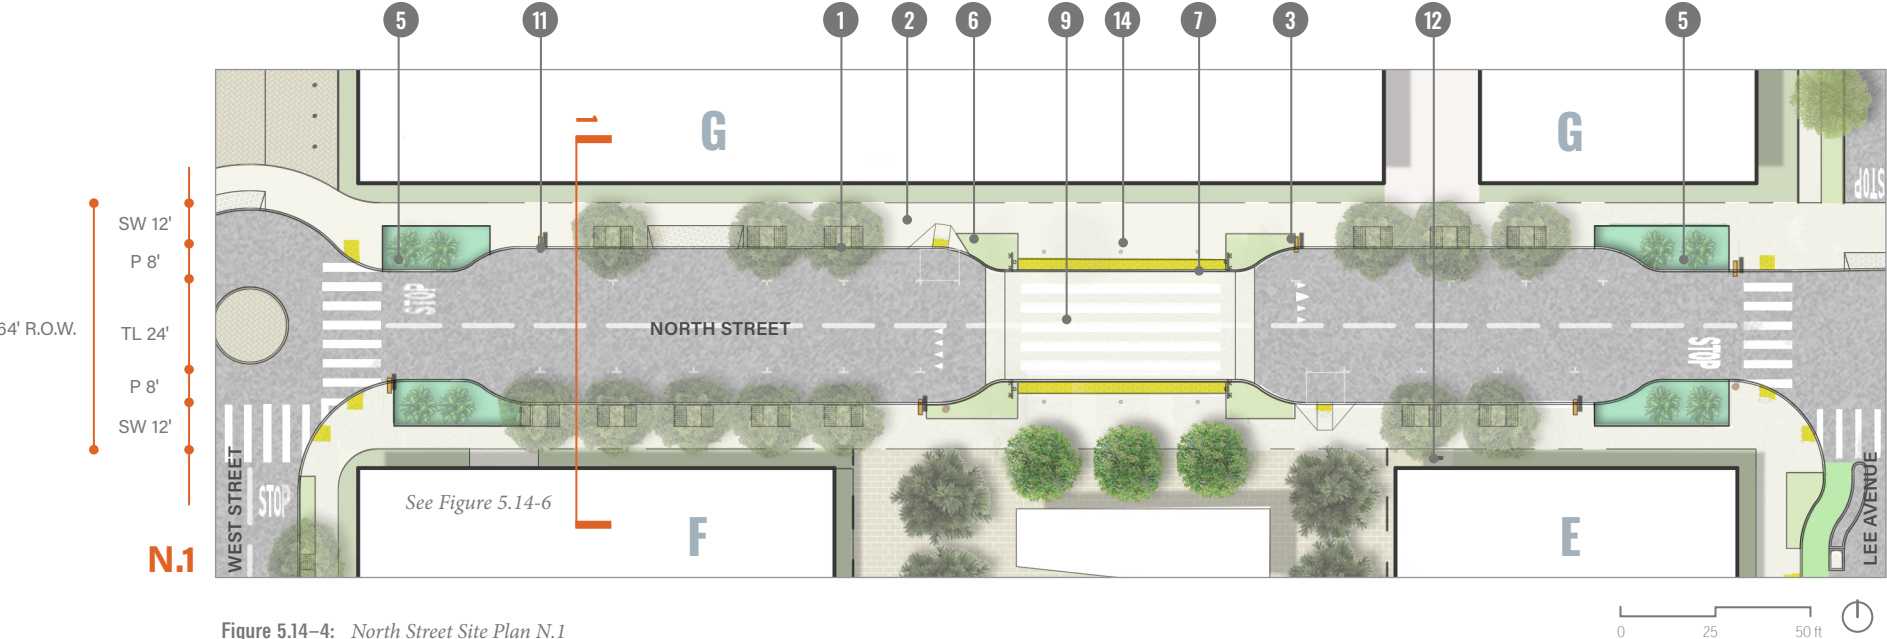 5 11 1 2 6 9 14 7 3 12 5
1
G G
STOP
SW 12'
P 8'
STOP
64' R.O.W.
TL 24'
NORTH STREET
STOP
P 8'
SW 12'
WEST STREET
STOP
See Figure 5.14-6
F
E
LEE AVENUE
N.1
Figure 5.14–4: North Street Site Plan N.1
0 25 50 ft